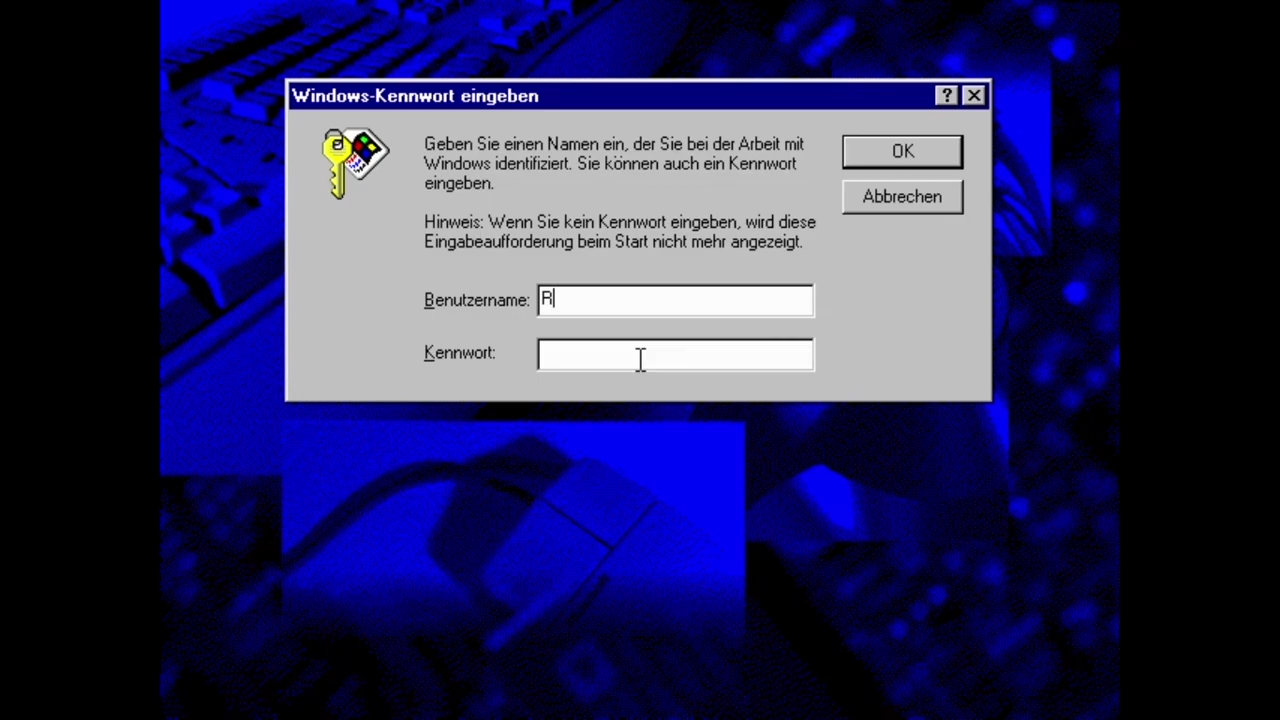 Windows-Kennwort eingeben
Geben Sie einen Namen ein, der Sie bei der Arbeit mit
Windows identifiziert. Sie können auch ein Kennwort
eingeben.
Hinweis: Wenn Sie kein Kennwort eingeben, wird diese
Eingabeaufforderung beim Start nicht mehr angezeigt.
OK
Abbrechen
Benutzername: R
Kennwort: